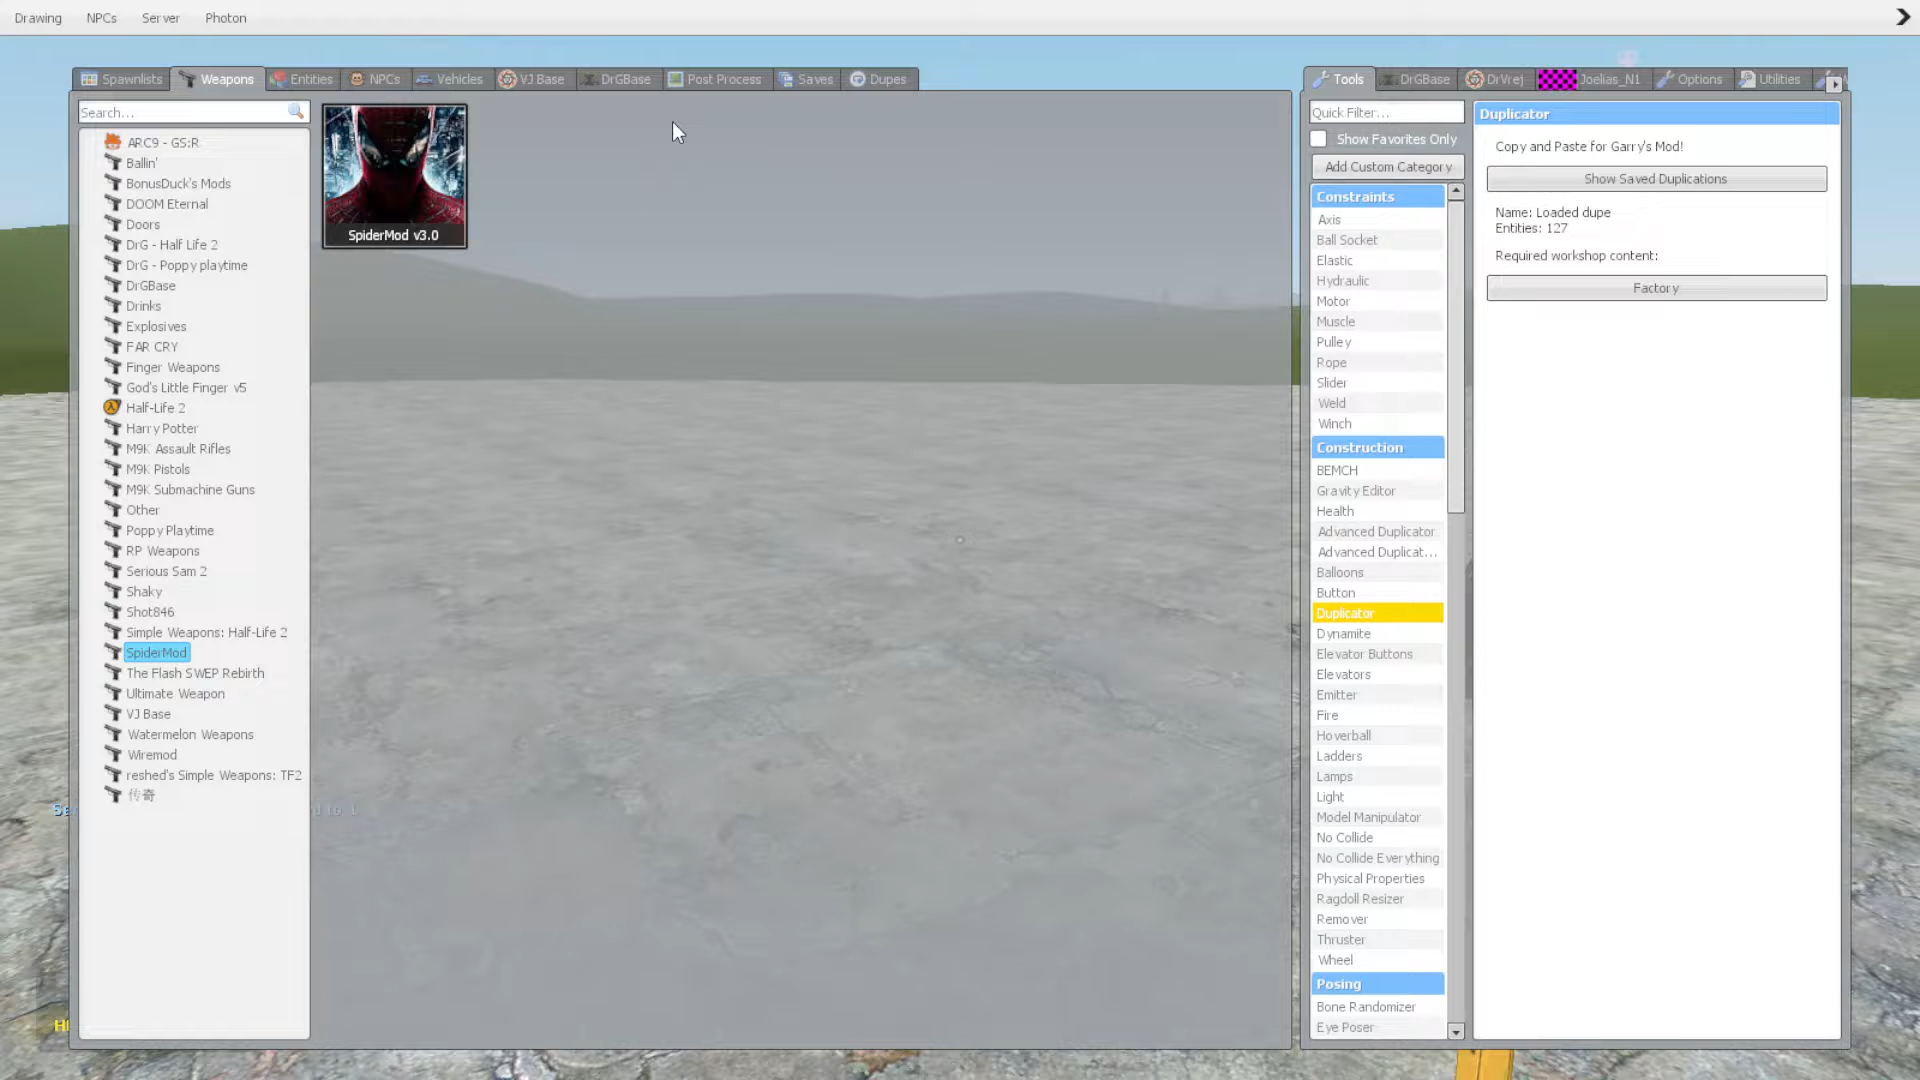 Drawing NPCs Server Photon
Spawnlists Weapons Entities NPCs Vehicles VJ Base DrGBase Post Process Saves Dupes
Search...
ARC9 - GS:R
Ballin'
BonusDuck's Mods
DOOM Eternal
Doors
DrG - Half Life 2
DrG - Poppy playtime
DrGBase
Drinks
Explosives
FAR CRY
Finger Weapons
God's Little Finger v5
Half-Life 2
Harry Potter
M9K Assault Rifles
M9K Pistols
M9K Submachine Guns
Other
Poppy Playtime
RP Weapons
Serious Sam 2
Shaky
Shot846
Simple Weapons: Half-Life 2
SpiderMod
The Flash SWEP Rebirth
Ultimate Weapon
VJ Base
Watermelon Weapons
Wiremod
reshed's Simple Weapons: TF2
传奇
SpiderMod v3.0
Tools DrGBase DrVrej Joelias_N1 Options Utilities
Quick Filter...
Show Favorites Only
Add Custom Category
Constraints
Axis
Ball Socket
Elastic
Hydraulic
Motor
Muscle
Pulley
Rope
Slider
Weld
Winch
Construction
BEMCH
Gravity Editor
Health
Advanced Duplicator
Advanced Duplicat...
Balloons
Button
Duplicator
Dynamite
Elevator Buttons
Elevators
Emitter
Fire
Hoverball
Ladders
Lamps
Light
Model Manipulator
No Collide
No Collide Everything
Physical Properties
Ragdoll Resizer
Remover
Thruster
Wheel
Posing
Bone Randomizer
Eye Poser
Duplicator
Copy and Paste for Garry's Mod!
Show Saved Duplications
Name: Loaded dupe
Entities: 127
Required workshop content:
Factory